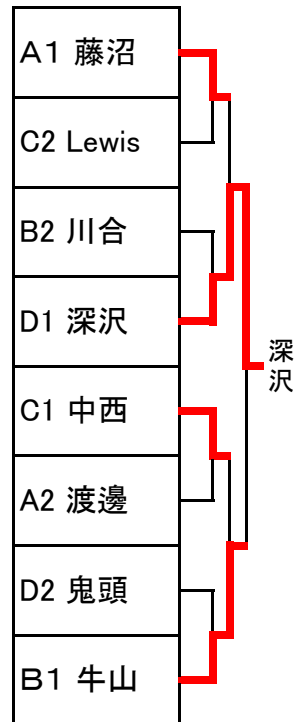 A1 藤沼
C2 Lewis
B2 川合
D1 深沢
C1 中西
A2 渡邊
D2 鬼頭
B1 牛山
深沢